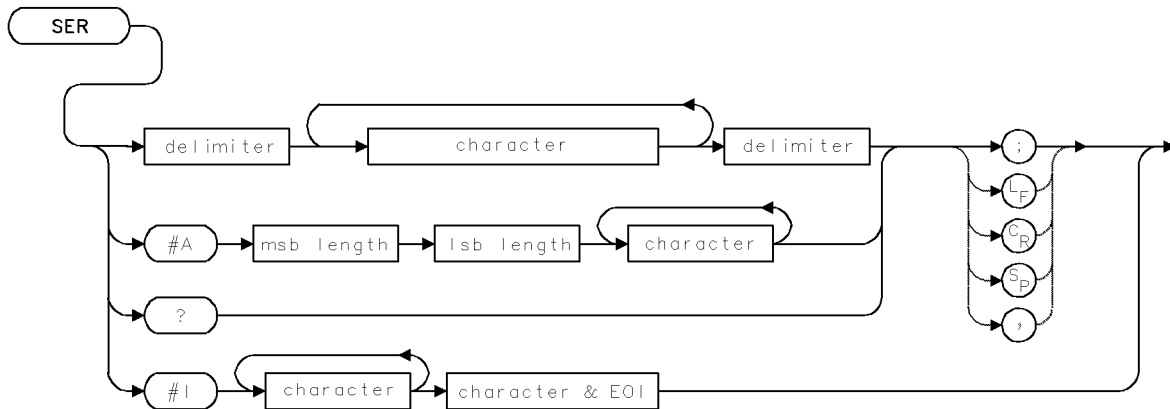 SER
delimiter character delimiter ;
LF
#A msb length lsb length character CR
SP
? ,
#I character character & EOI